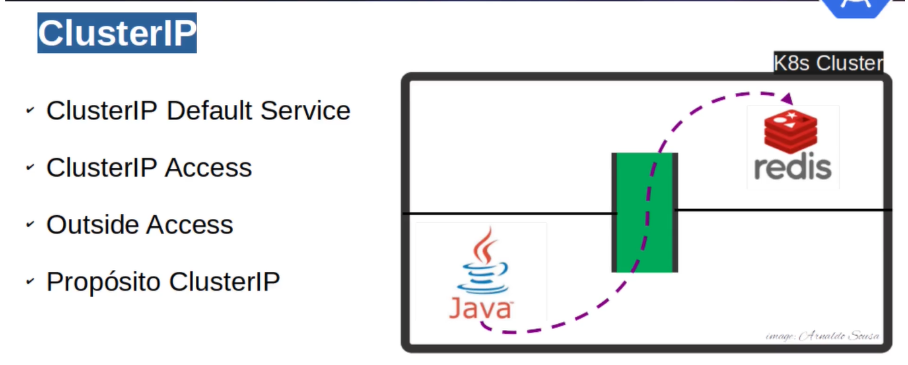 ClusterIP
K8s Cluster
ClusterIP Default Service
ClusterIP Access
Outside Access
Propósito ClusterIP
redis
Java
image: Arnaldo Sousa